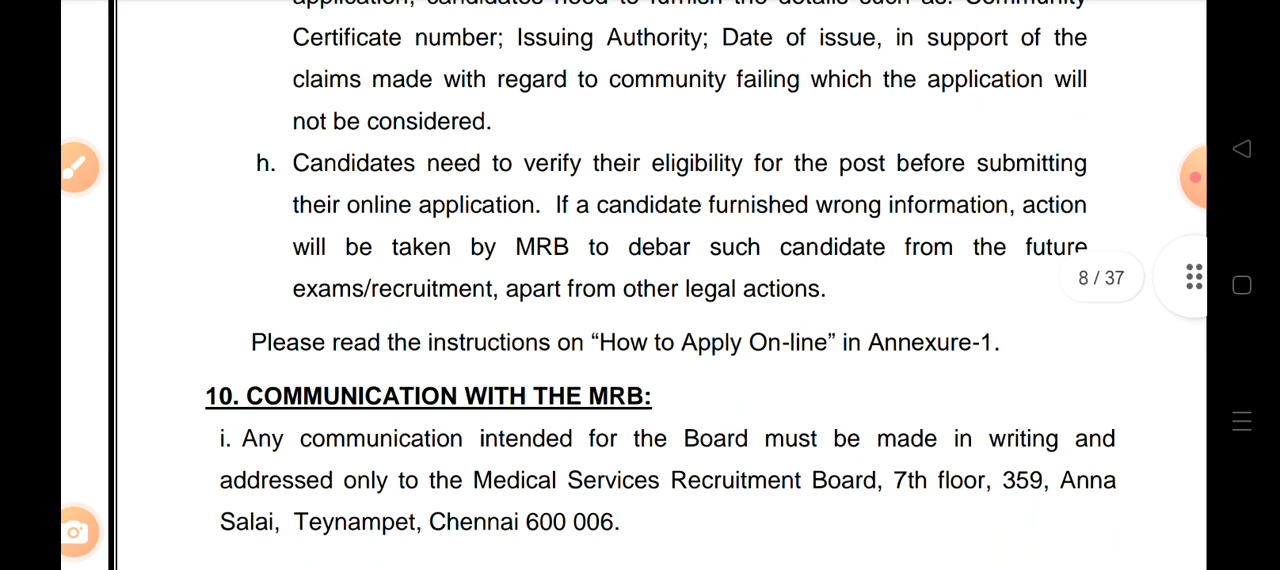 Certificate number; Issuing Authority; Date of issue, in support of the
claims made with regard to community failing which the application will
not be considered.
h. Candidates need to verify their eligibility for the post before submitting
their online application. If a candidate furnished wrong information, action
will be taken by MRB to debar such candidate from the future
8 / 37
exams/recruitment, apart from other legal actions.
Please read the instructions on “How to Apply On-line” in Annexure-1.
10. COMMUNICATION WITH THE MRB:
i. Any communication intended for the Board must be made in writing and
addressed only to the Medical Services Recruitment Board, 7th floor, 359, Anna
Salai, Teynampet, Chennai 600 006.